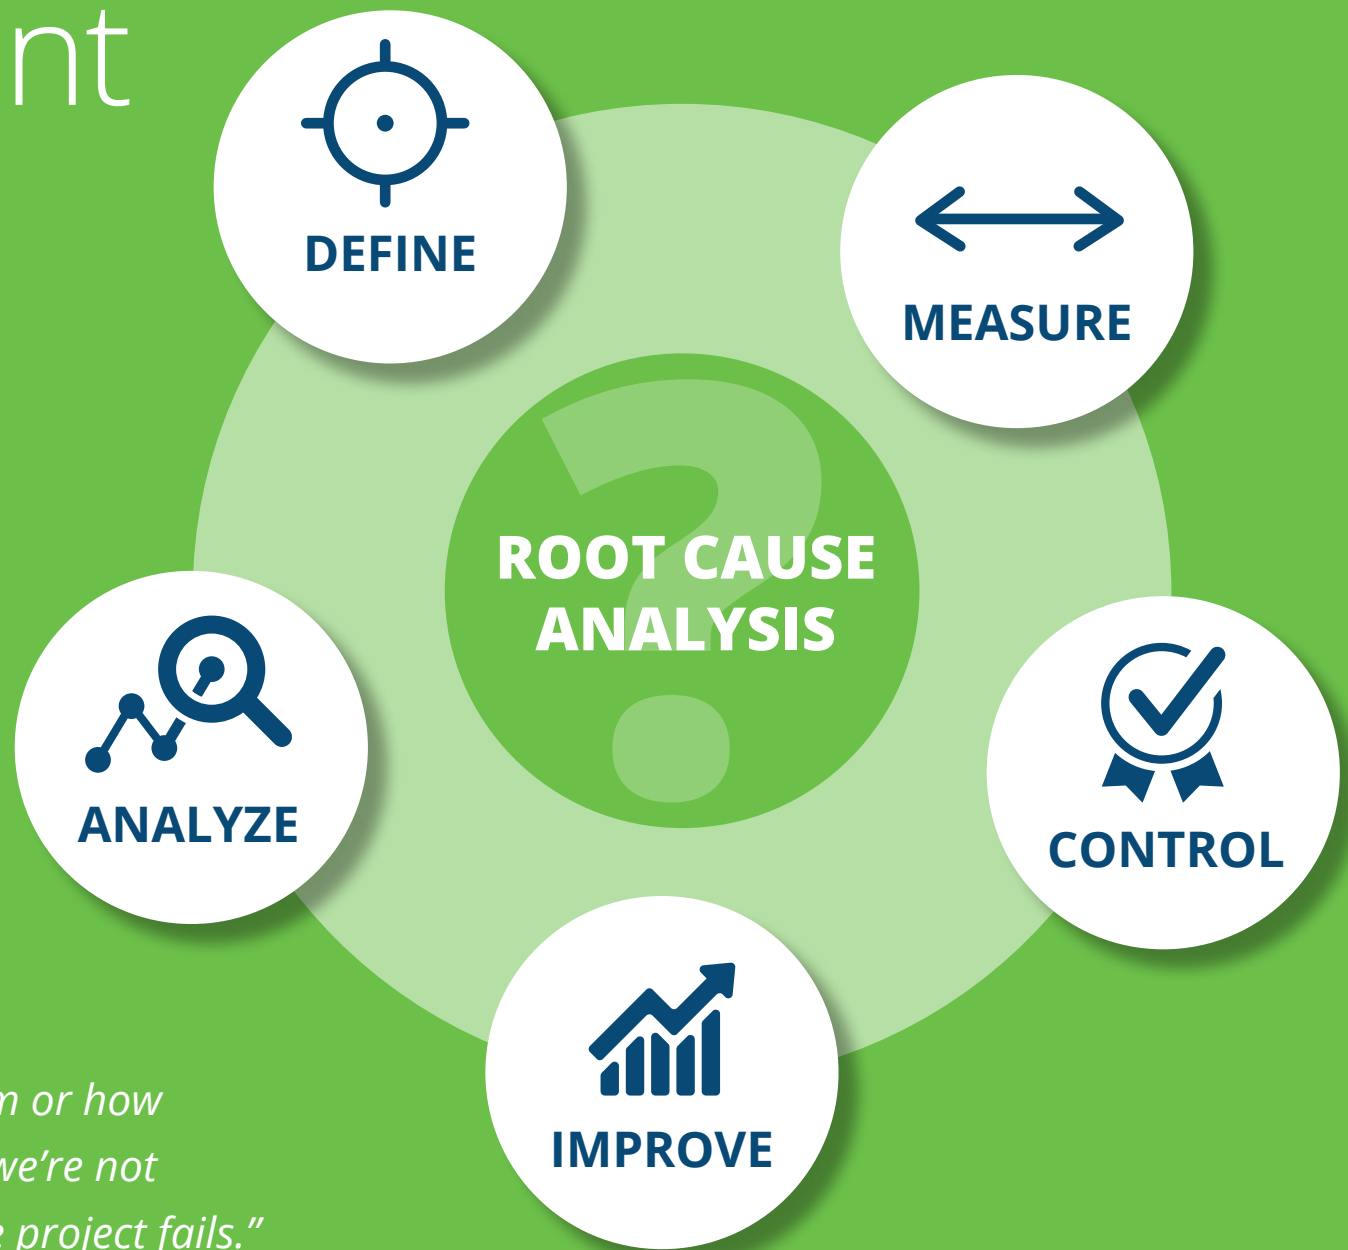 nt
DEFINE
MEASURE
ROOT CAUSE
ANALYSIS
ANALYZE
CONTROL
IMPROVE
or how
we’re not
project fails.”